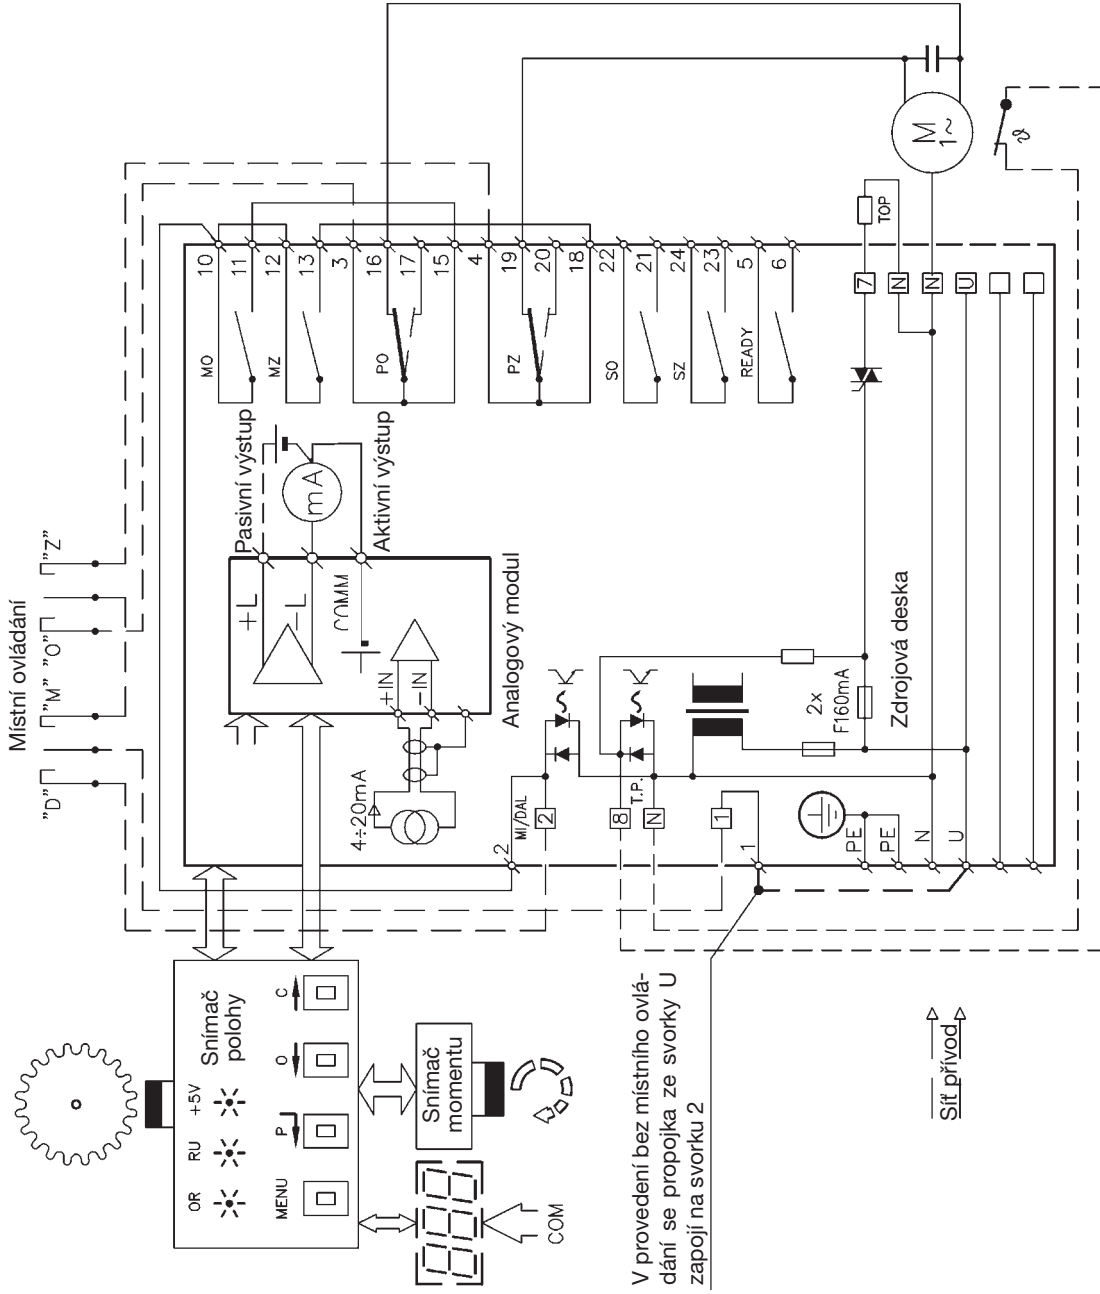 Místní ovládání
"D"
"M"
"O"
"Z"
10
11
12
13
3
16
17
15
4
19
20
18
22
21
24
23
5
6
MO
MZ
PO
PZ
SO
SZ
READY
7
N
N
U
TOP
M
1~
ϑ
Pasivní výstup
mA
Aktivní výstup
+L
-L
COMM
+IN
-IN
Analogový modul
4÷20mA
2
MI/DAL
2
8
T.P.
N
1
1
2x
F160mA
Zdrojová deska
PE
PE
N
U
Snímač
polohy
OR
RU
+5V
MENU
P
O
C
Snímač
momentu
COM
V provedení bez místního ovlá-
dání se propojka ze svorky U
zapojí na svorku 2
Síť přívod